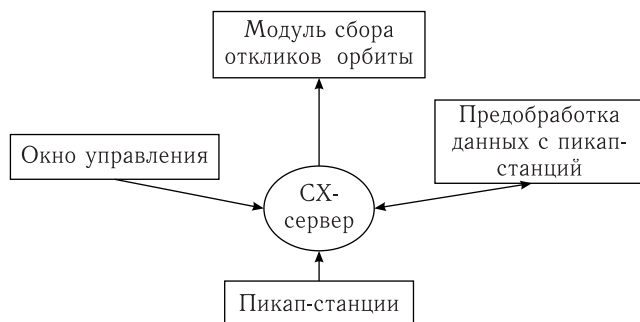 Модуль сбора
откликов орбиты
Окно управления
Предобработка
данных с пикап-
станций
СХ-
сервер
Пикап-станции